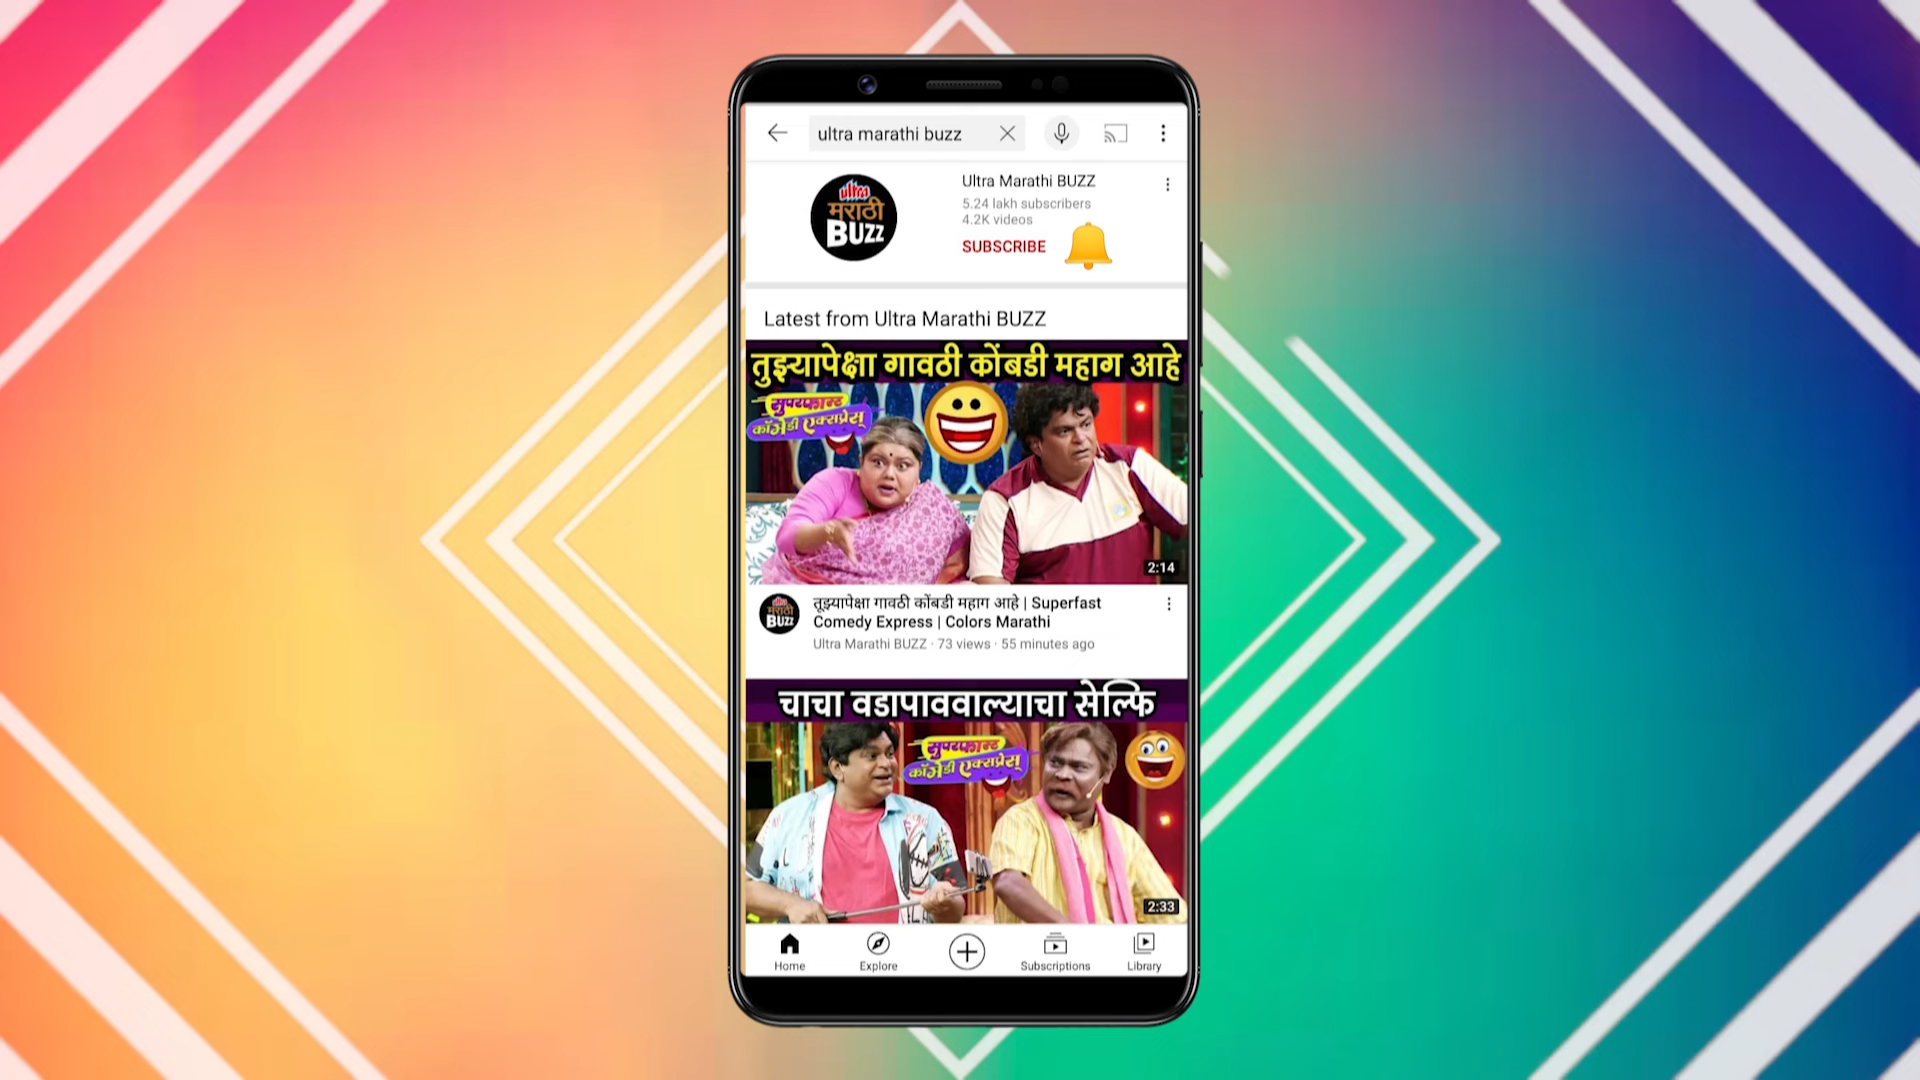 ultra marathi buzz
ultra
मराठी
BUZZ
Ultra Marathi BUZZ
5.24 lakh subscribers
4.2K videos
SUBSCRIBE
Latest from Ultra Marathi BUZZ
तुझ्यापेक्षा गावठी कोंबडी महाग आहे
सुपरफास्ट
कॉमेडी एक्सप्रेस्
2:14
ultra
मराठी
BUZZ
तूझ्यापेक्षा गावठी कोंबडी महाग आहे | Superfast
Comedy Express | Colors Marathi
Ultra Marathi BUZZ · 73 views · 55 minutes ago
चाचा वडापाववाल्याचा सेल्फि
सुपरफास्ट
कॉमेडी एक्सप्रेस्
2:33
Home
Explore
Subscriptions
Library